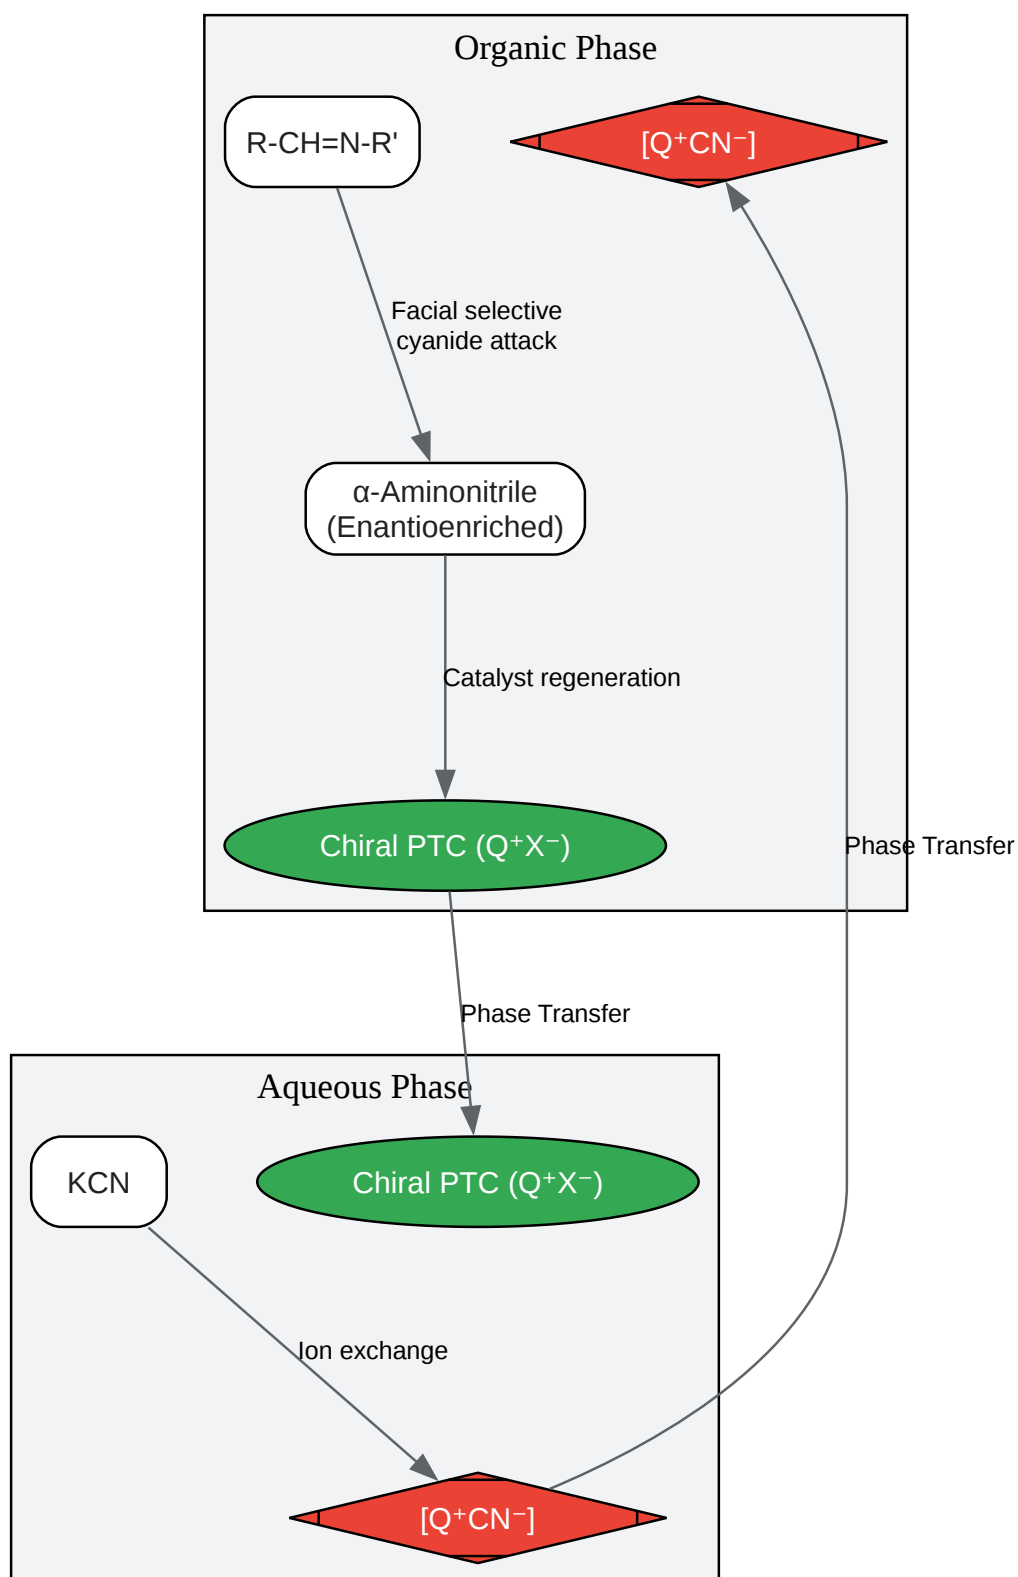 Organic Phase
R-CH=N-R'
[Q⁺CN⁻]
Facial selective
cyanide attack
α-Aminonitrile
(Enantioenriched)
Catalyst regeneration
Chiral PTC (Q⁺X⁻)
Phase Transfer
Phase Transfer
Aqueous Phase
KCN
Chiral PTC (Q⁺X⁻)
Ion exchange
[Q⁺CN⁻]